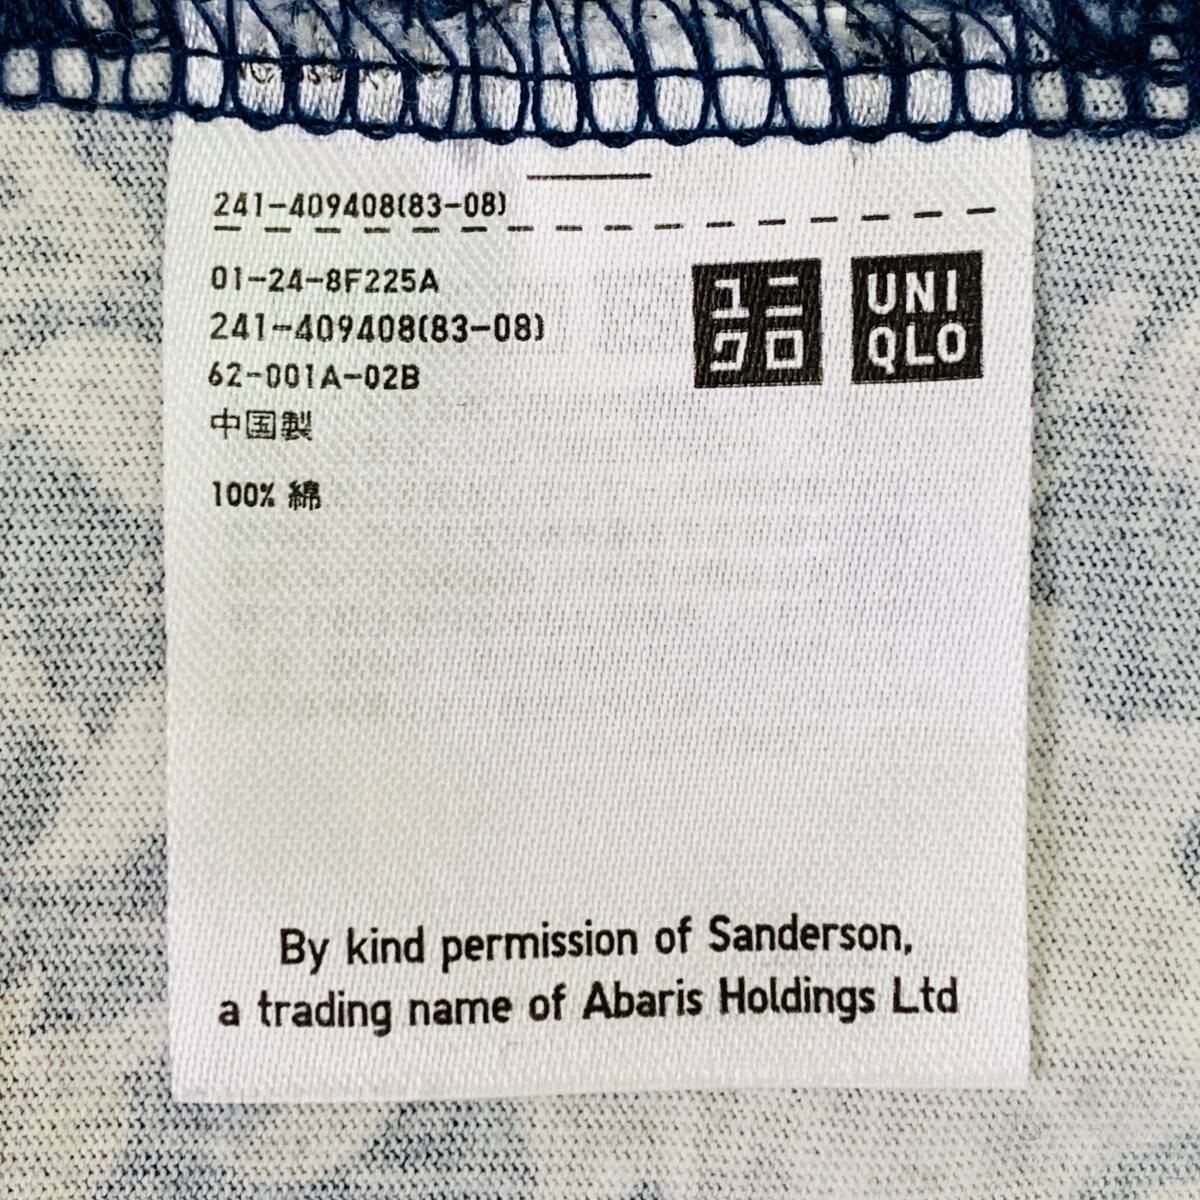 241-409408(83-08)
01-24-8F225A
241-409408(83-08)
62-001A-02B
中国製
100% 綿
ユニ
クロ
UNI
QLO
By kind permission of Sanderson,
a trading name of Abaris Holdings Ltd